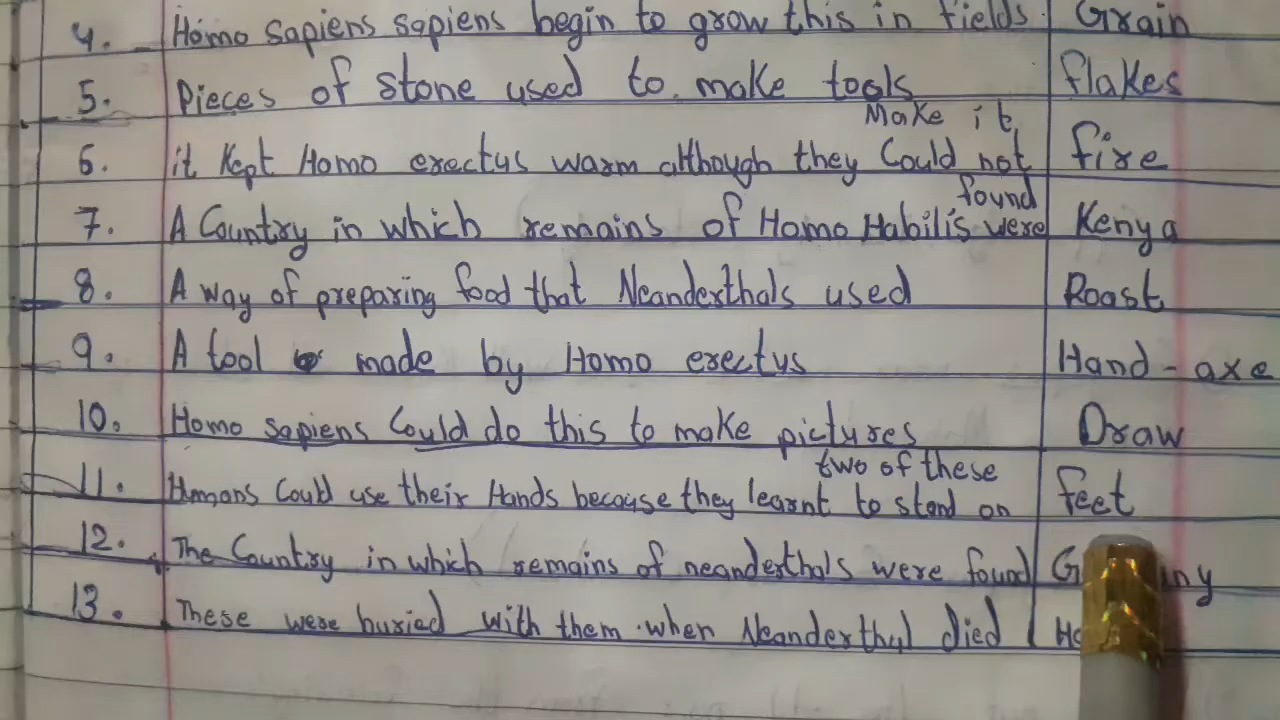 4. Homo sapiens sapiens begin to grow this in fields. Grain
5. Pieces of stone used to make tools flakes
Make it
6. it kept Homo erectus warm although they could not fire
found
7. A Country in which remains of Homo Habilis were Kenya
8. A way of preparing food that Neanderthals used Roast
9. A tool made by Homo erectus Hand-axe
10. Homo sapiens Could do this to make pictures Draw
two of these
11. Humans Could use their Hands because they learnt to stand on feet
12. The Country in which remains of neanderthals were found
13. These were buried with them when Neanderthal died